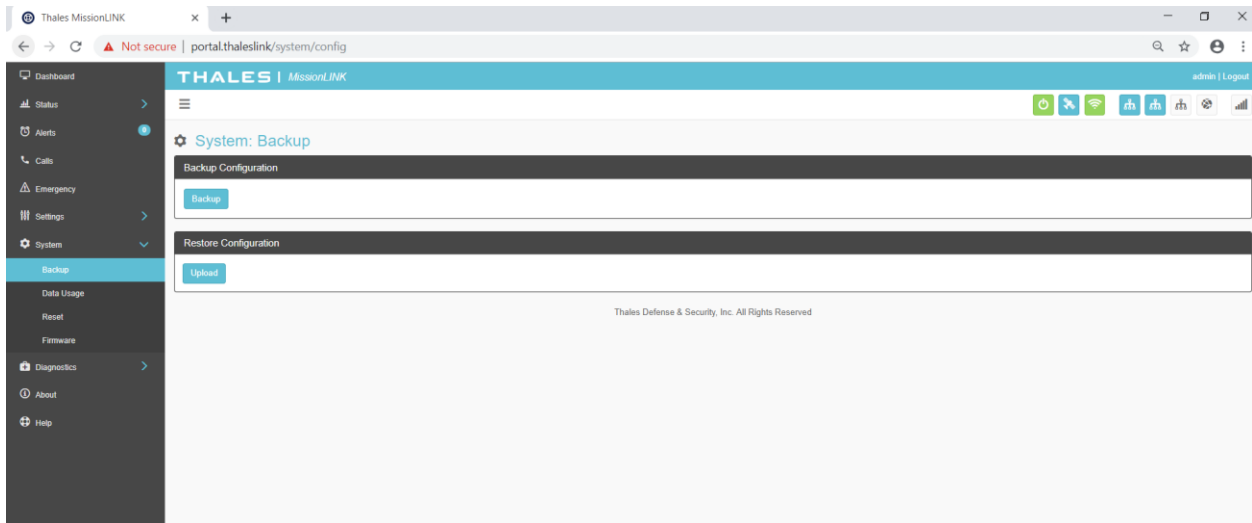 Thales MissionLINK
Not secure | portal.thaleslink/system/config
Dashboard
THALES | MissionLINK
admin | Logout
Status
Alerts
0
Calls
Emergency
Settings
System
Backup
Data Usage
Reset
Firmware
Diagnostics
About
Help
System: Backup
Backup Configuration
Backup
Restore Configuration
Upload
Thales Defense & Security, Inc. All Rights Reserved